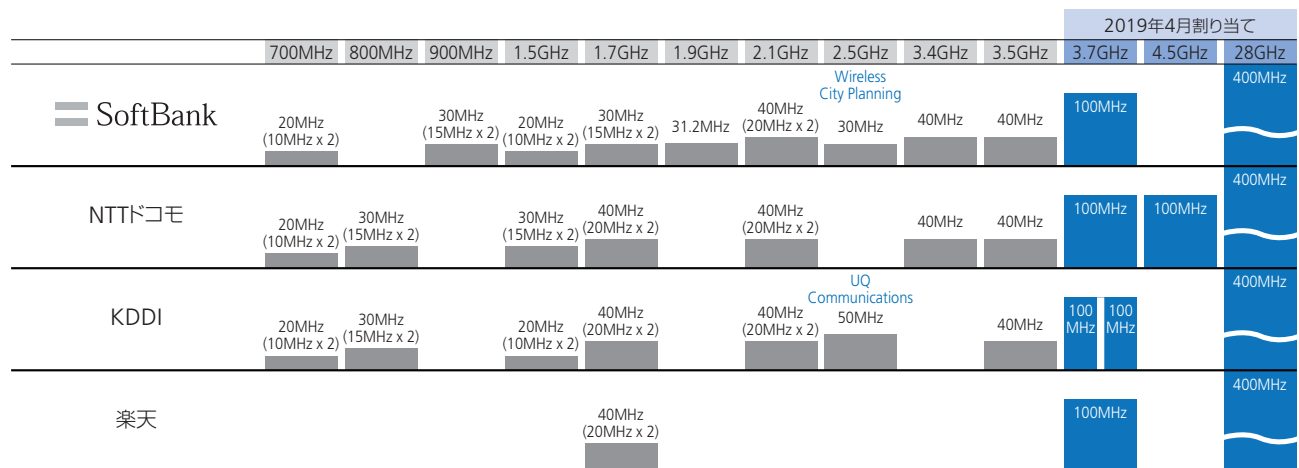 2019年4月割り当て
700MHz 800MHz 900MHz 1.5GHz 1.7GHz 1.9GHz 2.1GHz 2.5GHz 3.4GHz 3.5GHz 3.7GHz 4.5GHz 28GHz
SoftBank
20MHz
(10MHz x 2)
30MHz
(15MHz x 2)
20MHz
(10MHz x 2)
30MHz
(15MHz x 2)
31.2MHz
40MHz
(20MHz x 2)
Wireless
City Planning
30MHz
40MHz
40MHz
100MHz
400MHz
NTTドコモ
20MHz
(10MHz x 2)
30MHz
(15MHz x 2)
30MHz
(15MHz x 2)
40MHz
(20MHz x 2)
40MHz
(20MHz x 2)
40MHz
40MHz
100MHz
100MHz
400MHz
KDDI
20MHz
(10MHz x 2)
30MHz
(15MHz x 2)
20MHz
(10MHz x 2)
40MHz
(20MHz x 2)
40MHz
(20MHz x 2)
UQ
Communications
50MHz
40MHz
100
MHz
100
MHz
400MHz
楽天
40MHz
(20MHz x 2)
100MHz
400MHz